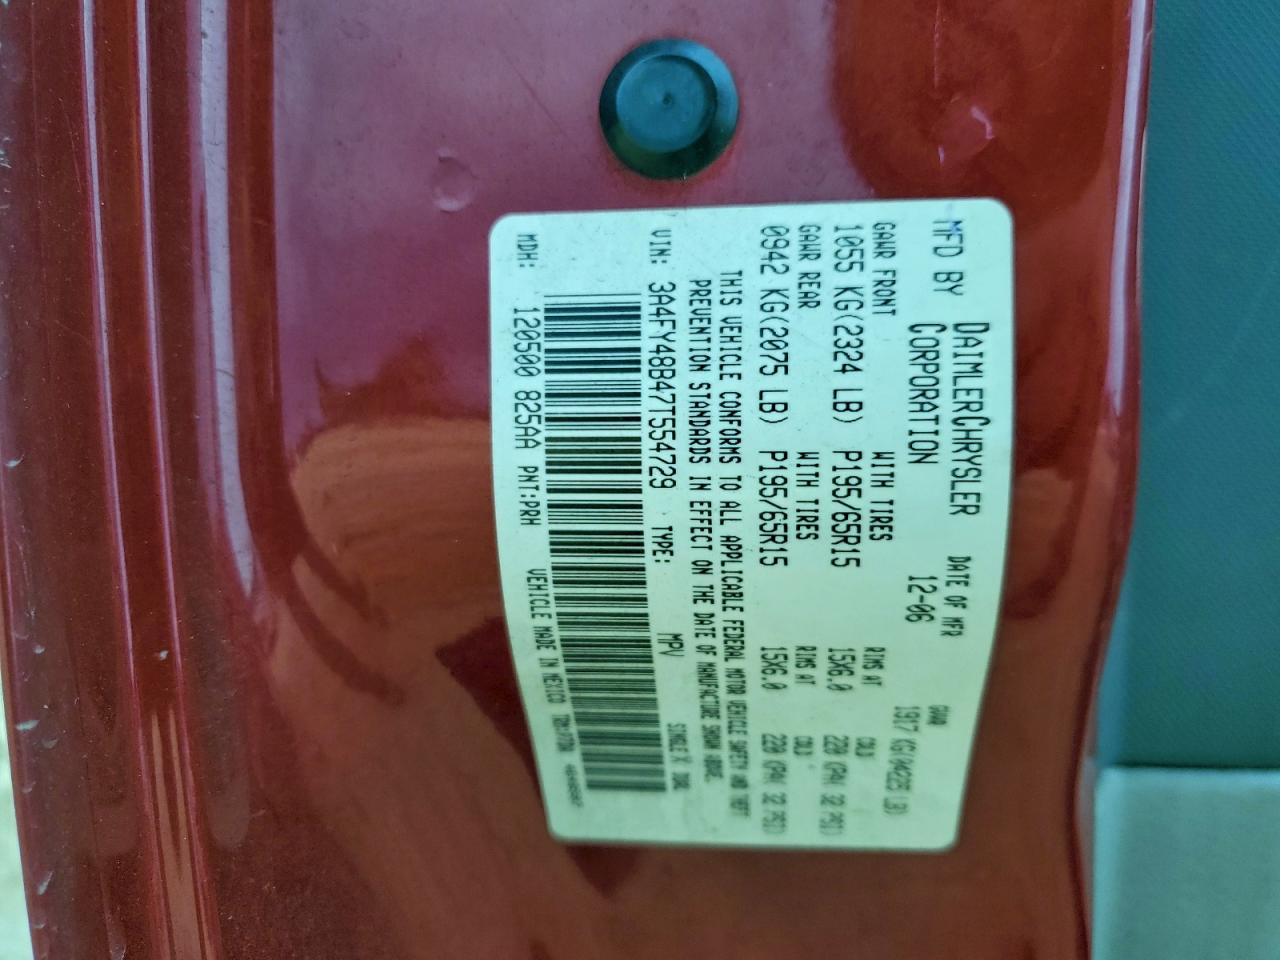 MFD BY DAIMLERCHRYSLER CORPORATION
DATE OF MFR 12-06
GVWR 1917 KG(04225 LB)
GAWR FRONT WITH TIRES RIMS AT COLD
1055 KG(2324 LB) P195/65R15 15X6.0 220 KPA( 32 PSI)
GAWR REAR WITH TIRES RIMS AT COLD
0942 KG(2075 LB) P195/65R15 15X6.0 220 KPA( 32 PSI)
THIS VEHICLE CONFORMS TO ALL APPLICABLE FEDERAL MOTOR VEHICLE SAFETY AND THEFT
PREVENTION STANDARDS IN EFFECT ON THE DATE OF MANUFACTURE SHOWN ABOVE.
VIN: 3A4FY48B47T554729 TYPE: MPV SINGLE X DUAL
MDH: 120500 825AA PNT:PRH VEHICLE MADE IN MEXICO